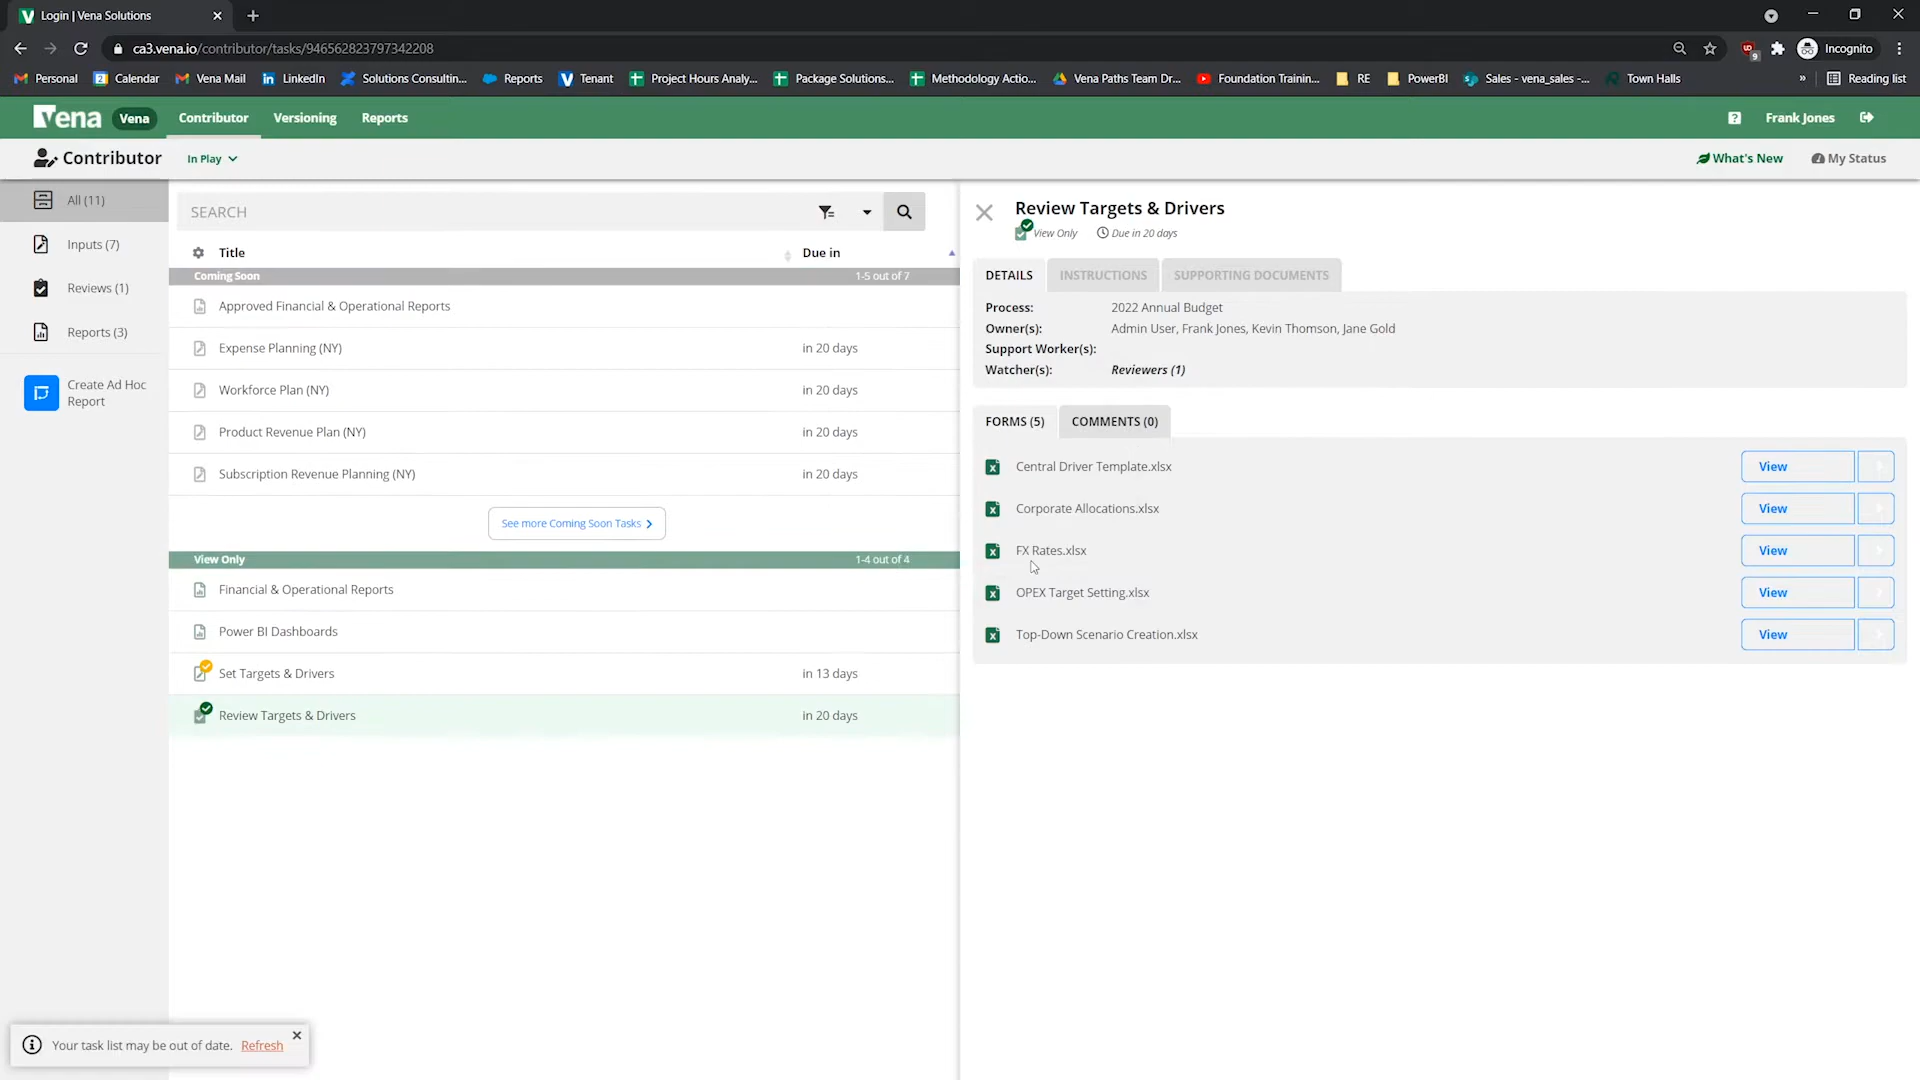 Login | Vena Solutions
ca3.vena.io/contributor/tasks/946562823797342208
Incognito
Personal
Calendar
Vena Mail
LinkedIn
Solutions Consultin...
Reports
Tenant
Project Hours Analy...
Package Solutions...
Methodology Actio...
Vena Paths Team Dr...
Foundation Trainin...
RE
PowerBI
Sales - vena_sales -...
Town Halls
»
Reading list
Vena
Vena
Contributor
Versioning
Reports
Frank Jones
Contributor
In Play
What's New
My Status
All (11)
Inputs (7)
Reviews (1)
Reports (3)
Create Ad Hoc
Report
SEARCH
Title
Due in
Coming Soon
1-5 out of 7
Approved Financial & Operational Reports
Expense Planning (NY)
in 20 days
Workforce Plan (NY)
in 20 days
Product Revenue Plan (NY)
in 20 days
Subscription Revenue Planning (NY)
in 20 days
See more Coming Soon Tasks
View Only
1-4 out of 4
Financial & Operational Reports
Power BI Dashboards
Set Targets & Drivers
in 13 days
Review Targets & Drivers
in 20 days
Review Targets & Drivers
View Only
Due in 20 days
DETAILS
INSTRUCTIONS
SUPPORTING DOCUMENTS
Process:
2022 Annual Budget
Owner(s):
Admin User, Frank Jones, Kevin Thomson, Jane Gold
Support Worker(s):
Watcher(s):
Reviewers (1)
FORMS (5)
COMMENTS (0)
Central Driver Template.xlsx
View
Corporate Allocations.xlsx
View
FX Rates.xlsx
View
OPEX Target Setting.xlsx
View
Top-Down Scenario Creation.xlsx
View
Your task list may be out of date. Refresh